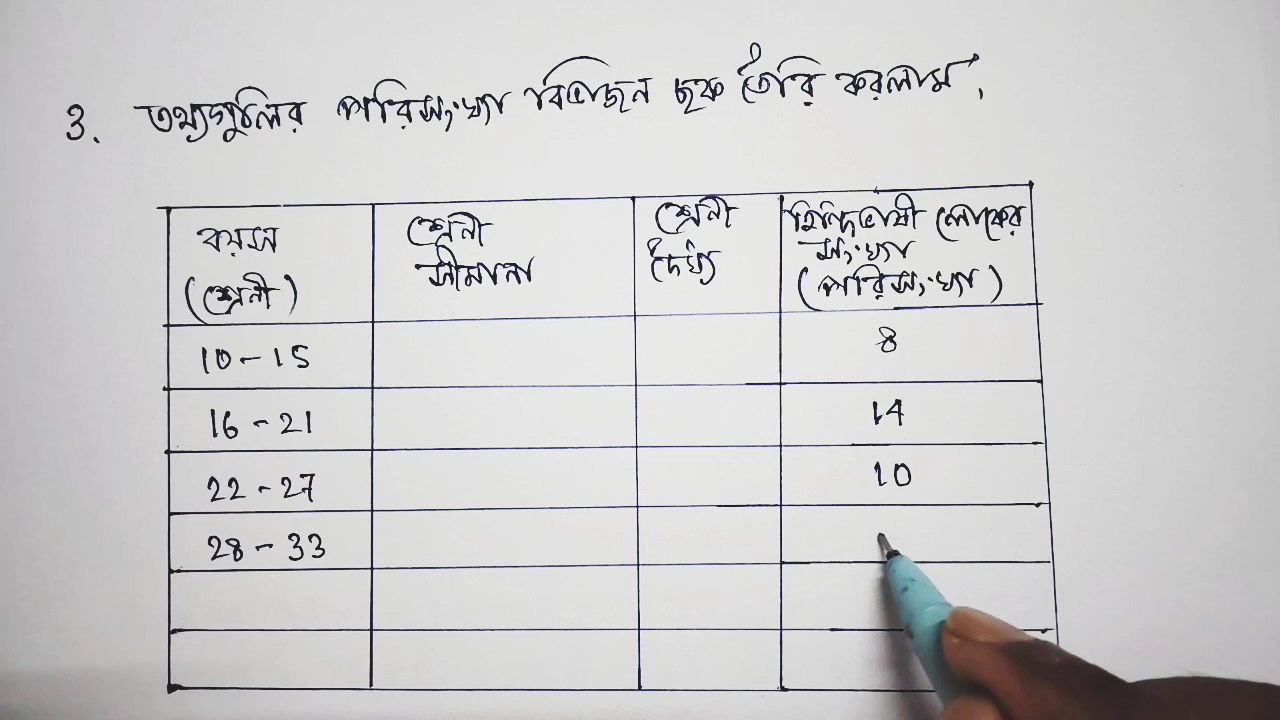 3. তথ্যগুলির পরিসংখ্যা বিভাজন ছক তৈরি করলাম,
বয়স (শ্রেনী) শ্রেনী সীমানা শ্রেনী দৈর্ঘ্য হিন্দিভাষী লোকের সংখ্যা (পরিসংখ্যা)
10 - 15 8
16 - 21 14
22 - 27 10
28 - 33